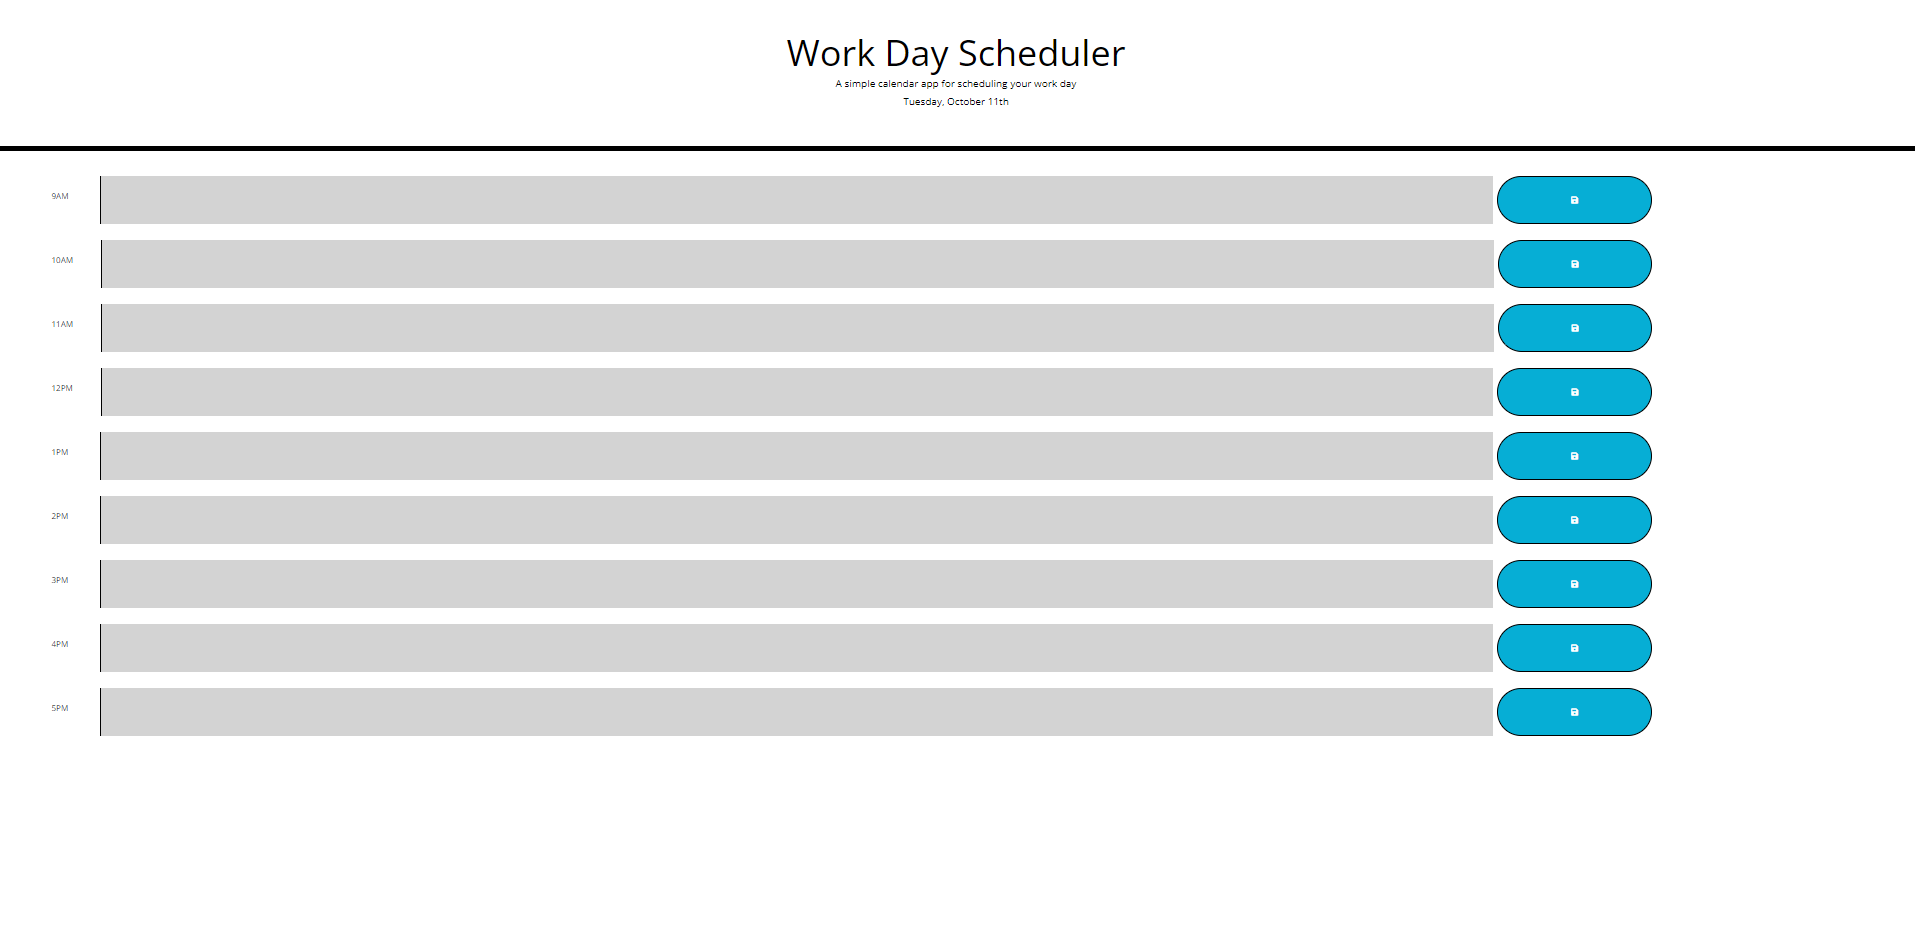 Work Day Scheduler
A simple calendar app for scheduling your work day
Tuesday, October 11th
9AM
10AM
11AM
12PM
1PM
2PM
3PM
4PM
5PM